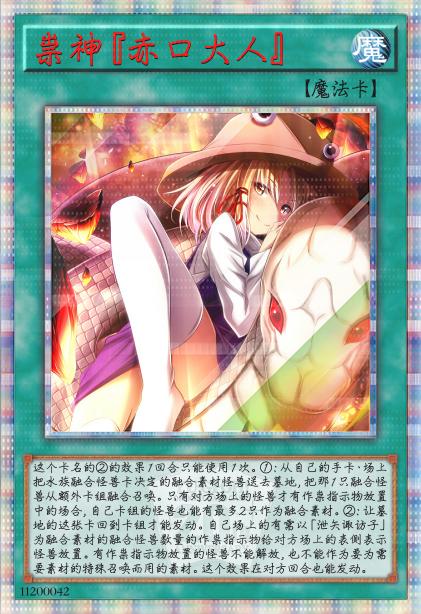 祟神『赤口大人』
魔
【魔法卡】
这个卡名的②的效果1回合只能使用1次。①:从自己的手卡·场上
把水族融合怪兽卡决定的融合素材怪兽送去墓地,把那1只融合怪
兽从额外卡组融合召唤。只有对方场上的怪兽才有作祟指示物放置
中的场合,自己卡组的怪兽也能有最多2只作为融合素材。②:让墓
地的这张卡回到卡组才能发动。自己场上的有需以「泄矢诹访子」
为融合素材的融合怪兽数量的作祟指示物给对方场上的表侧表示
怪兽放置。有作祟指示物放置的怪兽不能解放,也不能作为要为需
要素材的特殊召唤而用的素材。这个效果在对方回合也能发动。
11200042